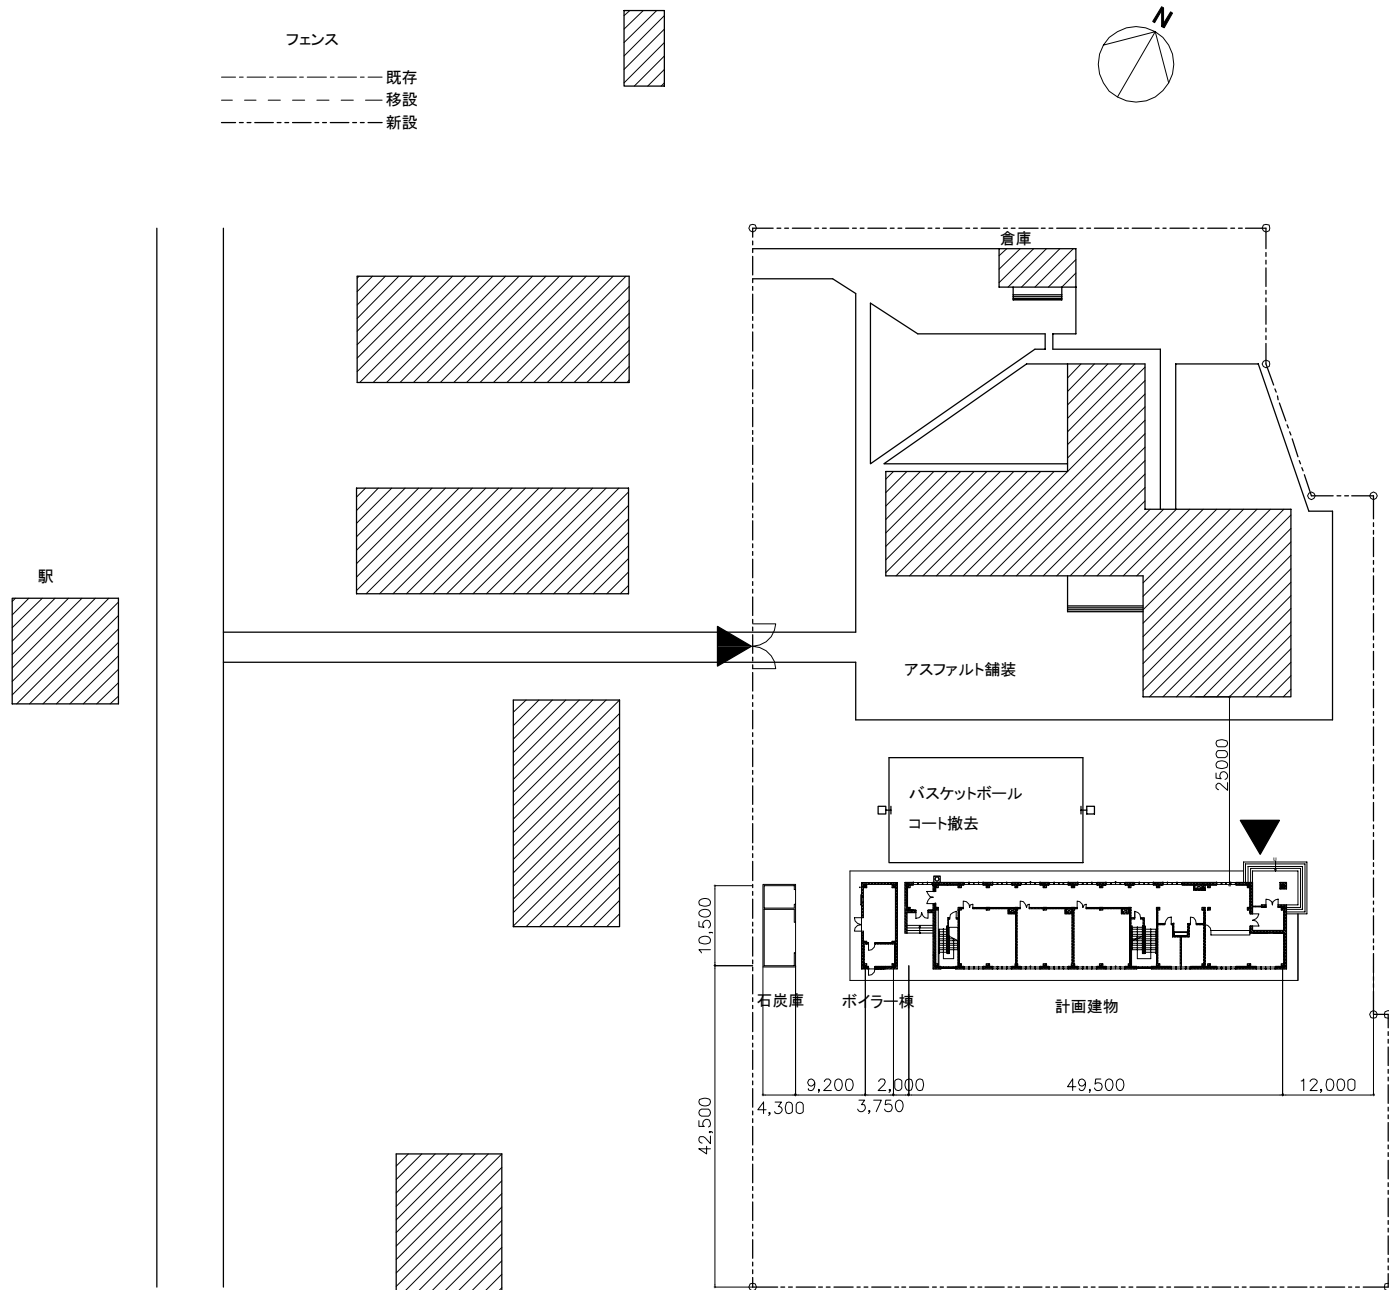 N
フェンス
既存
移設
新設
倉庫
駅
アスファルト舗装
25000
バスケットボール
コート撤去
10,500
石炭庫
ボイラー棟
計画建物
9,200
2,000
49,500
12,000
4,300
3,750
42,500